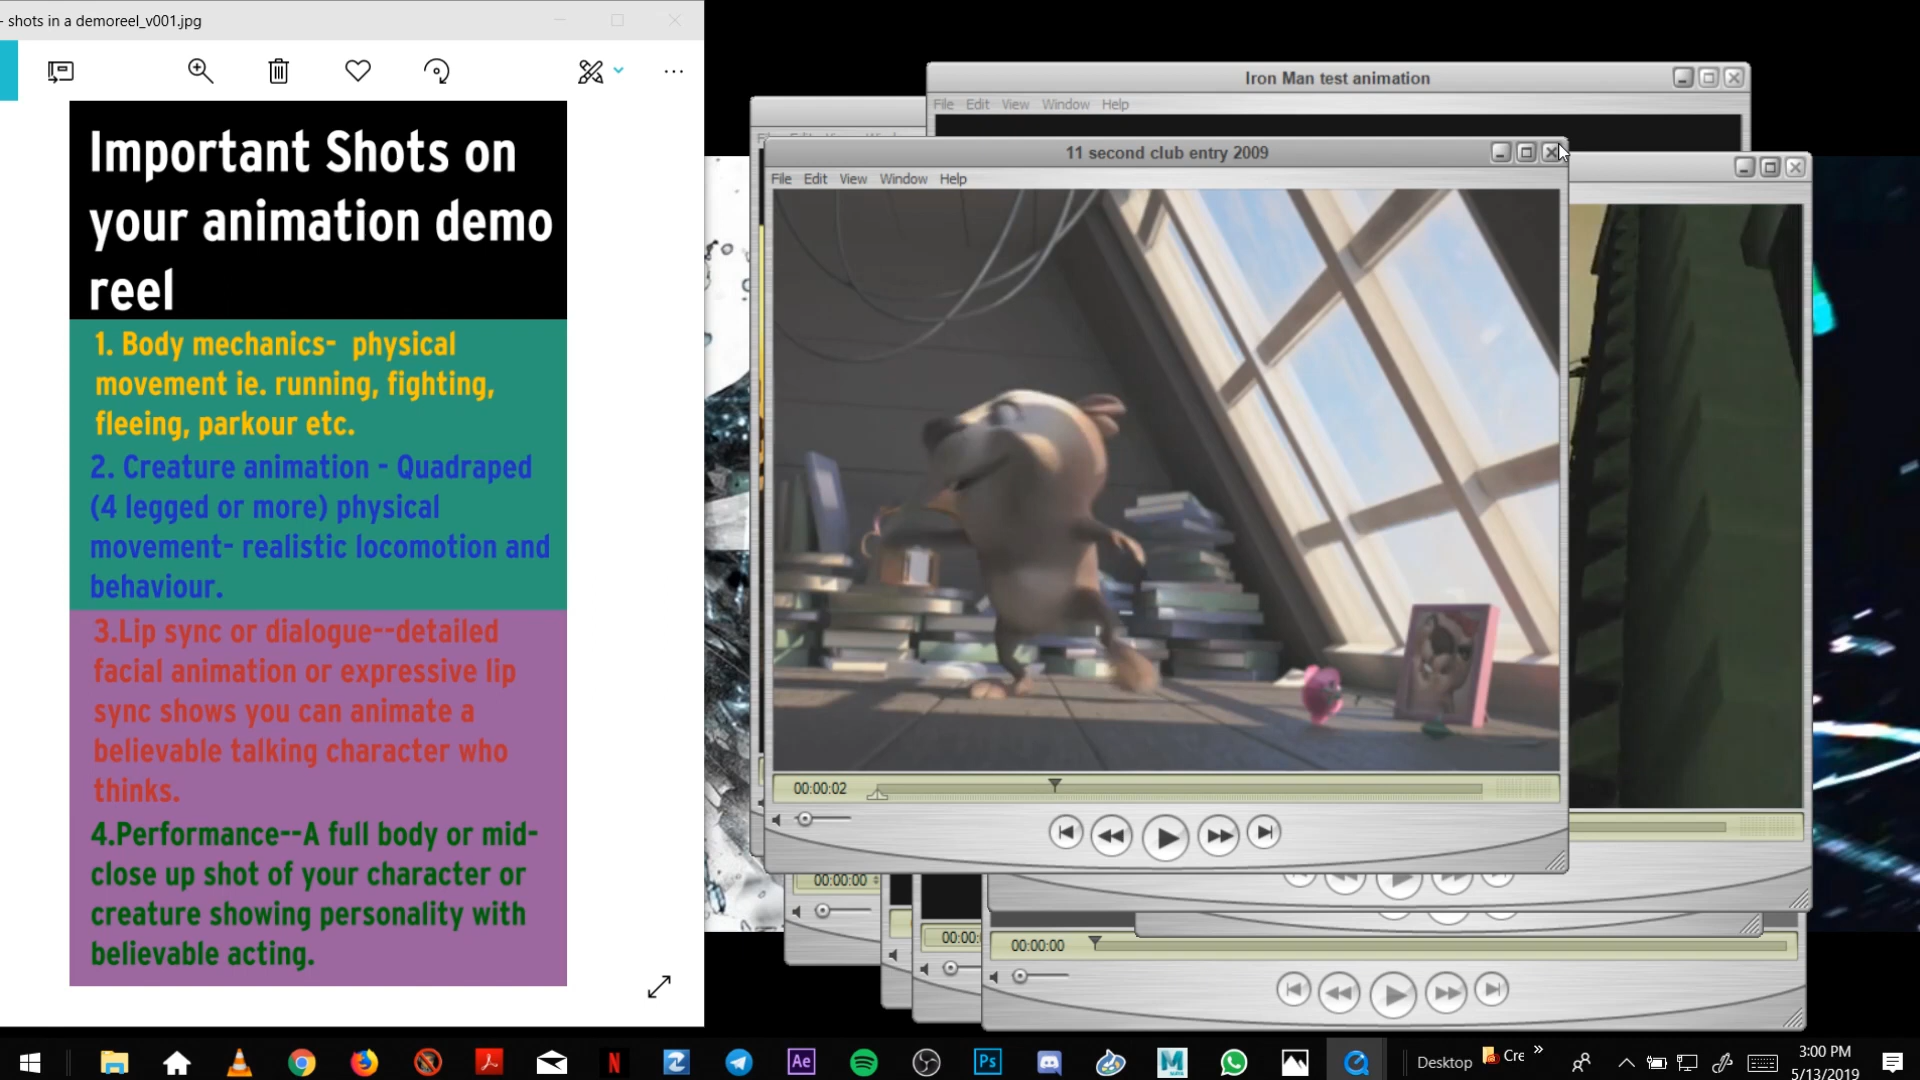 - shots in a demoreel_v001.jpg
Important Shots on
your animation demo
reel
1. Body mechanics- physical
movement ie. running, fighting,
fleeing, parkour etc.
2. Creature animation - Quadraped
(4 legged or more) physical
movement- realistic locomotion and
behaviour.
3.Lip sync or dialogue--detailed
facial animation or expressive lip
sync shows you can animate a
believable talking character who
thinks.
4.Performance--A full body or mid-
close up shot of your character or
creature showing personality with
believable acting.
Iron Man test animation
File Edit View Window Help
11 second club entry 2009
File Edit View Window Help
00:00:02
00:00:00
00:00:
00:00:00
N
Ae
Ps
M
Desktop
Cre
»
3:00 PM
5/13/2019